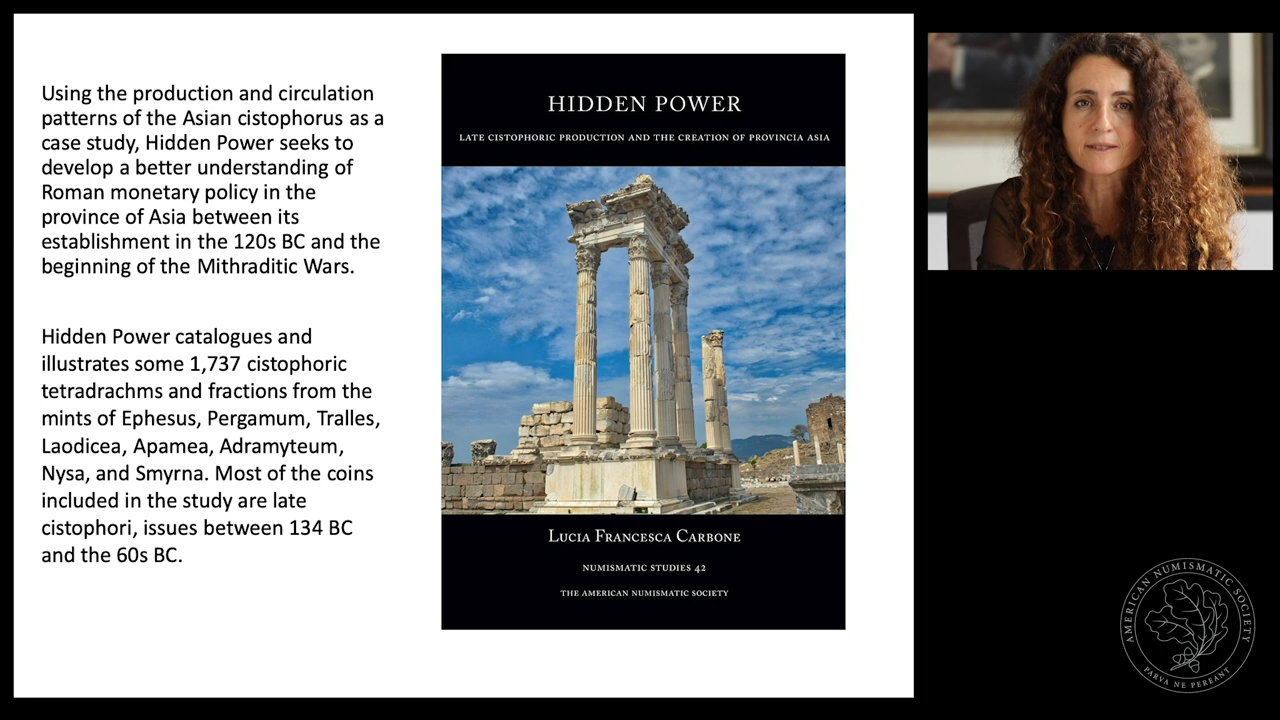 Using the production and circulation
patterns of the Asian cistophorus as a
case study, Hidden Power seeks to
develop a better understanding of
Roman monetary policy in the
province of Asia between its
establishment in the 120s BC and the
beginning of the Mithraditic Wars.
Hidden Power catalogues and
illustrates some 1,737 cistophoric
tetradrachms and fractions from the
mints of Ephesus, Pergamum, Tralles,
Laodicea, Apamea, Adramyteum,
Nysa, and Smyrna. Most of the coins
included in the study are late
cistophori, issues between 134 BC
and the 60s BC.
HIDDEN POWER
LATE CISTOPHORIC PRODUCTION AND THE CREATION OF PROVINCIA ASIA
LUCIA FRANCESCA CARBONE
NUMISMATIC STUDIES 42
THE AMERICAN NUMISMATIC SOCIETY
AMERICAN NUMISMATIC SOCIETY
PARVA NE PEREANT